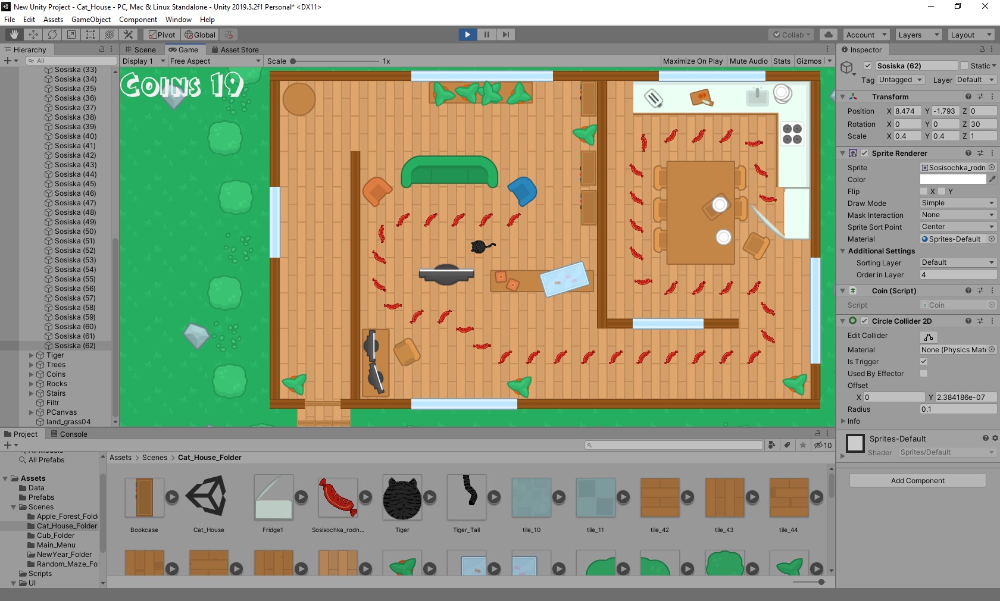 New Unity Project - Cat_House - PC, Mac & Linux Standalone - Unity 2019.3.2f1 Personal* <DX11>
File Edit Assets GameObject Component Window Help
Pivot Global Collab Account Layers Layout
Hierarchy
All
Sosiska (33)
Sosiska (34)
Sosiska (35)
Sosiska (36)
Sosiska (37)
Sosiska (38)
Sosiska (39)
Sosiska (40)
Sosiska (41)
Sosiska (42)
Sosiska (43)
Sosiska (44)
Sosiska (45)
Sosiska (46)
Sosiska (47)
Sosiska (48)
Sosiska (49)
Sosiska (50)
Sosiska (51)
Sosiska (52)
Sosiska (53)
Sosiska (54)
Sosiska (55)
Sosiska (56)
Sosiska (57)
Sosiska (58)
Sosiska (59)
Sosiska (60)
Sosiska (61)
Sosiska (62)
Tiger
Trees
Coins
Rocks
Stairs
Filtr
PCanvas
land_grass04
Scene Game Asset Store
Display 1 Free Aspect Scale 1x Maximize On Play Mute Audio Stats Gizmos
Coins 19
Inspector
Sosiska (62) Static
Tag Untagged Layer Default
Transform
Position X 8.474 Y -1.793 Z 0
Rotation X 0 Y 0 Z 30
Scale X 0.4 Y 0.4 Z 1
Sprite Renderer
Sprite Sosisochka_rodn
Color
Flip X Y
Draw Mode Simple
Mask Interaction None
Sprite Sort Point Center
Material Sprites-Default
Additional Settings
Sorting Layer Default
Order in Layer 4
Coin (Script)
Script Coin
Circle Collider 2D
Edit Collider
Material None (Physics Mate
Is Trigger
Used By Effector
Offset
X 0 Y 2.384186e-07
Radius 0.1
Info
Sprites-Default
Shader Sprites/Default
Add Component
Project Console
10
All Models
All Prefabs
Assets
Data
Prefabs
Scenes
Apple_Forest_Folde
Cat_House_Folder
Cub_Folder
Main_Menu
NewYear_Folder
Random_Maze_Fo
Scripts
UI
Assets > Scenes > Cat_House_Folder
Bookcase Cat_House Fridge1 Sosisochka_rodn... Tiger Tiger_Tail tile_10 tile_11 tile_42 tile_43 tile_44